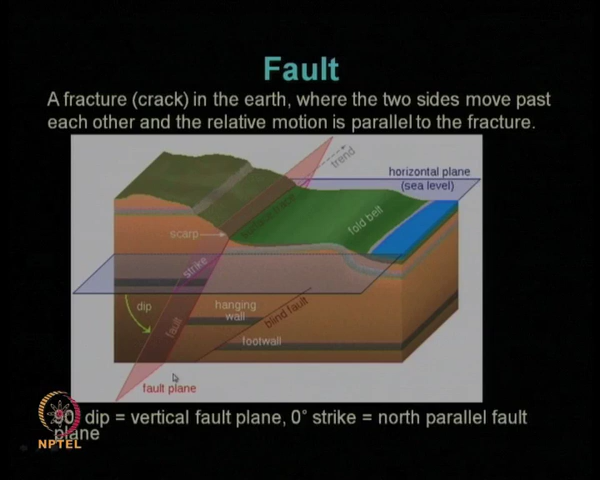 Fault
A fracture (crack) in the earth, where the two sides move past
each other and the relative motion is parallel to the fracture.
trend
horizontal plane
(sea level)
fold belt
scarp
strike
dip
hanging
wall
blind fault
fault
footwall
fault plane
90° dip = vertical fault plane, 0° strike = north parallel fault
plane
NPTEL